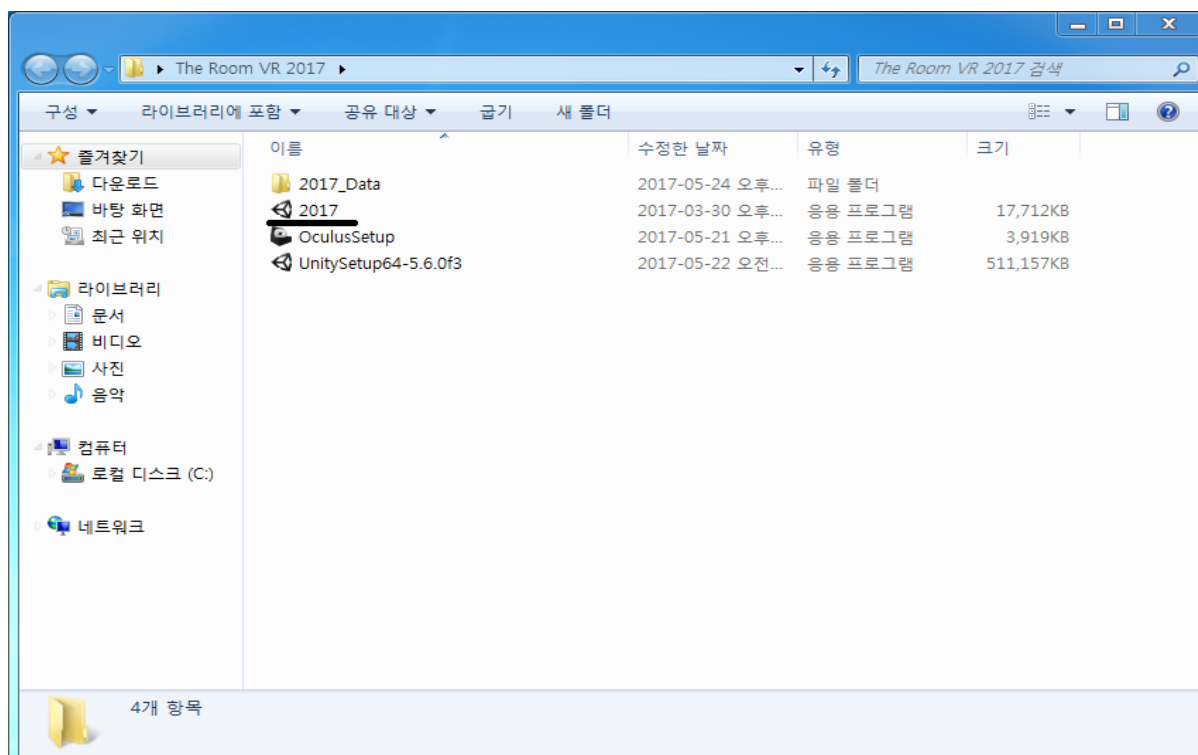 The Room VR 2017
The Room VR 2017 검색
구성 라이브러리에 포함 공유 대상 굽기 새 폴더
즐겨찾기
다운로드
바탕 화면
최근 위치
라이브러리
문서
비디오
사진
음악
컴퓨터
로컬 디스크 (C:)
네트워크
이름 수정한 날짜 유형 크기
2017_Data 2017-05-24 오후... 파일 폴더
2017 2017-03-30 오후... 응용 프로그램 17,712KB
OculusSetup 2017-05-21 오후... 응용 프로그램 3,919KB
UnitySetup64-5.6.0f3 2017-05-22 오전... 응용 프로그램 511,157KB
4개 항목